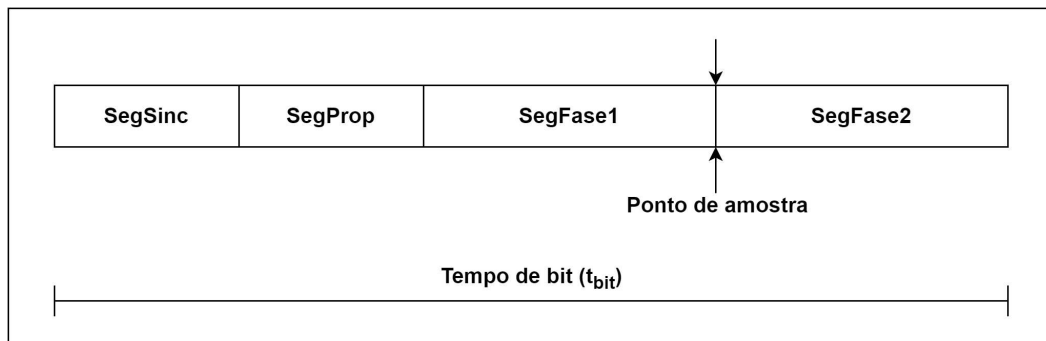 SegSinc SegProp SegFase1 SegFase2
Ponto de amostra
Tempo de bit (tbit)